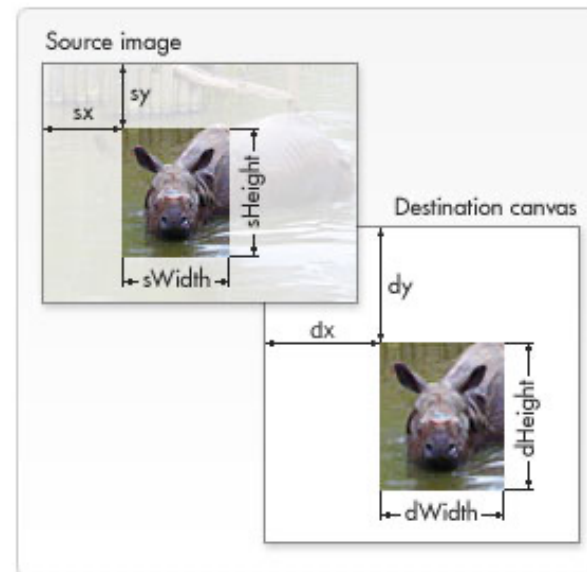 Source image
sy
sx
sHeight
sWidth
Destination canvas
dy
dx
dHeight
dWidth